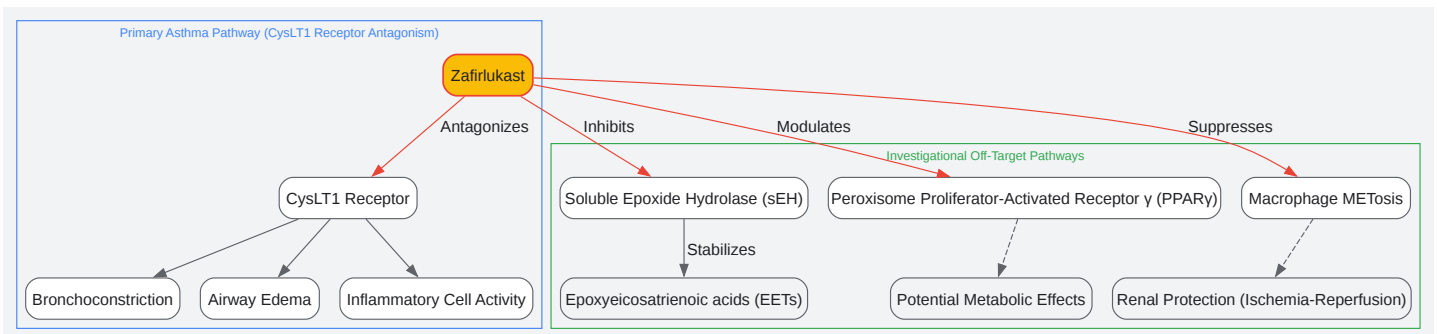 Primary Asthma Pathway (CysLT1 Receptor Antagonism)
Zafirlukast
Antagonizes
Inhibits
Modulates
Suppresses
Investigational Off-Target Pathways
CysLT1 Receptor
Soluble Epoxide Hydrolase (sEH)
Peroxisome Proliferator-Activated Receptor γ (PPARγ)
Macrophage METosis
Stabilizes
Bronchoconstriction
Airway Edema
Inflammatory Cell Activity
Epoxyeicosatrienoic acids (EETs)
Potential Metabolic Effects
Renal Protection (Ischemia-Reperfusion)